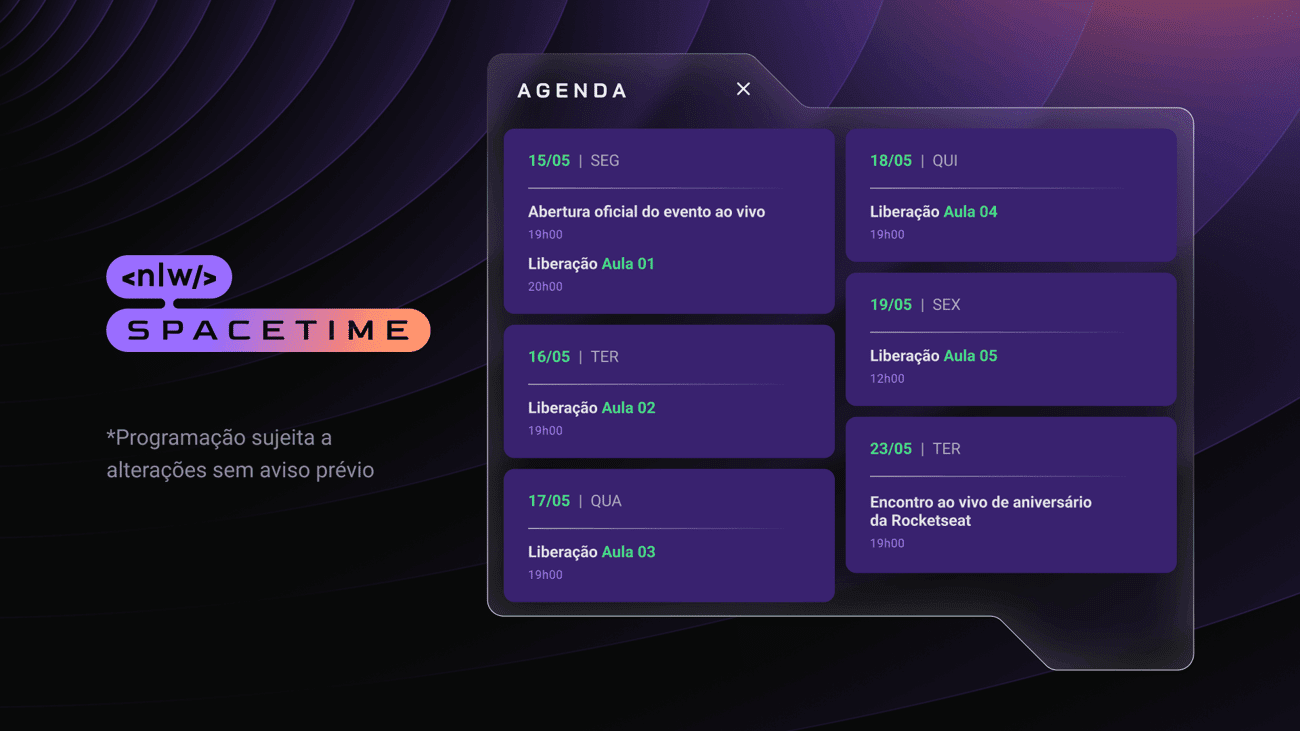 <nlw/>
SPACETIME
*Programação sujeita a
alterações sem aviso prévio
AGENDA
15/05 | SEG
Abertura oficial do evento ao vivo
19h00
Liberação Aula 01
20h00
16/05 | TER
Liberação Aula 02
19h00
17/05 | QUA
Liberação Aula 03
19h00
18/05 | QUI
Liberação Aula 04
19h00
19/05 | SEX
Liberação Aula 05
12h00
23/05 | TER
Encontro ao vivo de aniversário
da Rocketseat
19h00